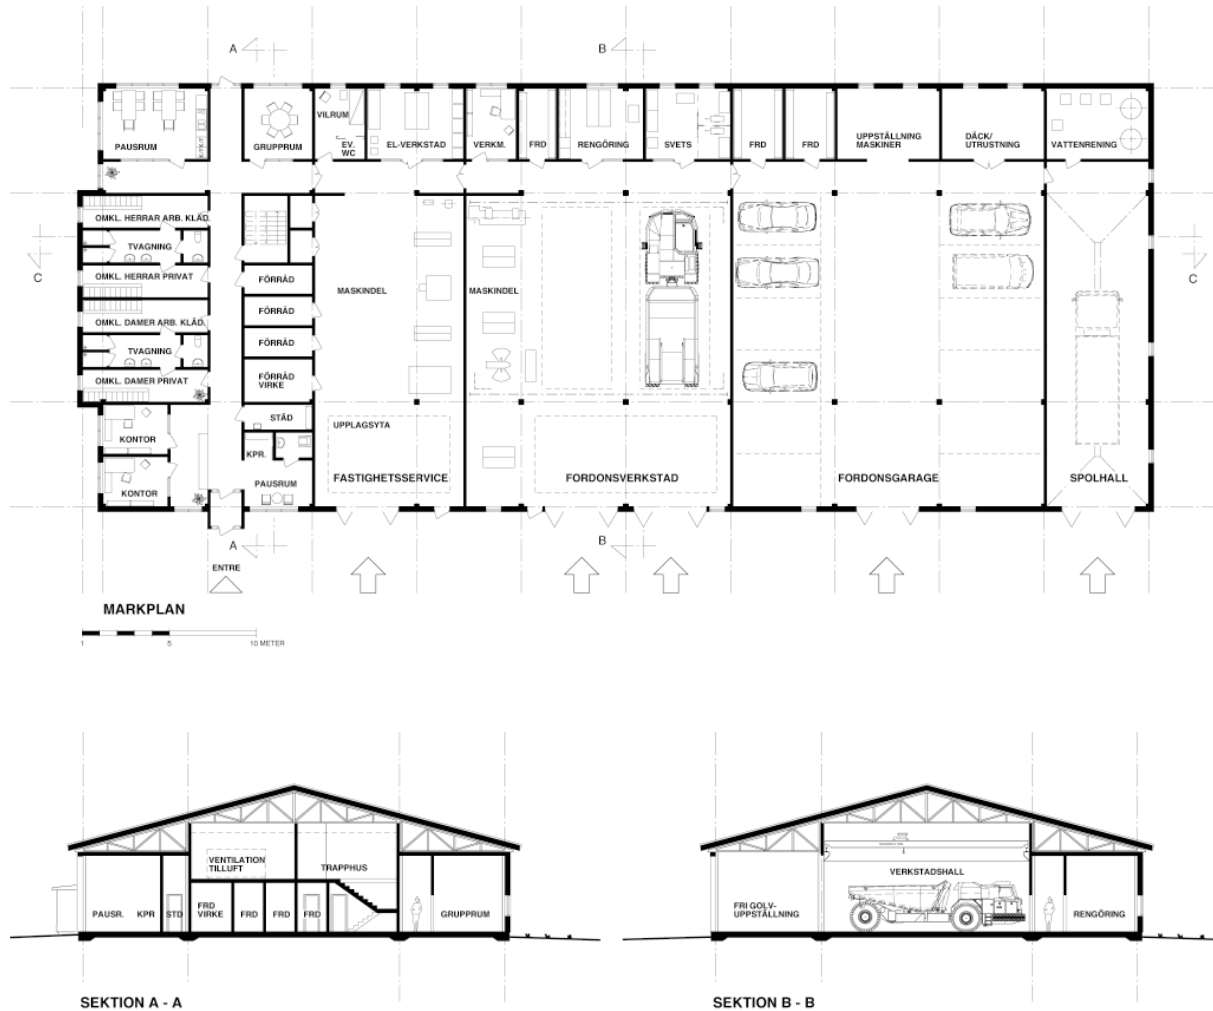 A
B
PAUSRUM
GRUPPRUM
VILRUM
EV.
WC
EL-VERKSTAD
VERKM.
FRD
RENGÖRING
SVETS
FRD
FRD
UPPSTÄLLNING
MASKINER
DÄCK/
UTRUSTNING
VATTENRENING
OMKL. HERRAR ARB. KLÄD.
TVAGNING
OMKL. HERRAR PRIVAT
OMKL. DAMER ARB. KLÄD.
TVAGNING
OMKL. DAMER PRIVAT
C
C
FÖRRÅD
FÖRRÅD
FÖRRÅD
FÖRRÅD
VIRKE
STÄD
KPR.
PAUSRUM
KONTOR
KONTOR
MASKINDEL
MASKINDEL
UPPLAGSYTA
FASTIGHETSSERVICE
FORDONSVERKSTAD
FORDONSGARAGE
SPOLHALL
A
B
ENTRE
MARKPLAN
1 5 10 METER
VENTILATION
TILLUFT
TRAPPHUS
PAUSR.
KPR
STD
FRD
VIRKE
FRD
FRD
FRD
GRUPPRUM
SEKTION A - A
VERKSTADSHALL
FRI GOLV-
UPPSTÄLLNING
RENGÖRING
SEKTION B - B